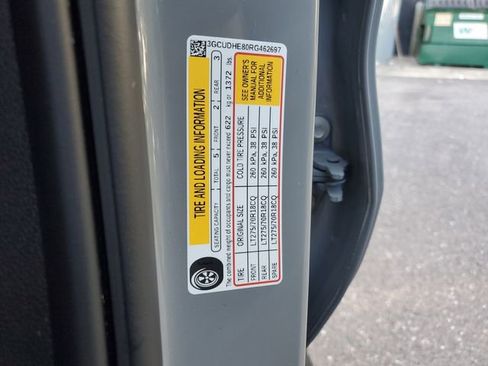 3GCUDHE80RG462697
TIRE AND LOADING INFORMATION
SEATING CAPACITY TOTAL 5 FRONT 2 REAR 3
The combined weight of occupants and cargo must never exceed 622 kg or 1372 lbs.
TIRE ORIGINAL SIZE COLD TIRE PRESSURE
FRONT LT275/70R18CQ 260 kPa, 38 PSI
REAR LT275/70R18CQ 260 kPa, 38 PSI
SPARE LT275/70R18CQ 260 kPa, 38 PSI
SEE OWNER'S
MANUAL FOR
ADDITIONAL
INFORMATION